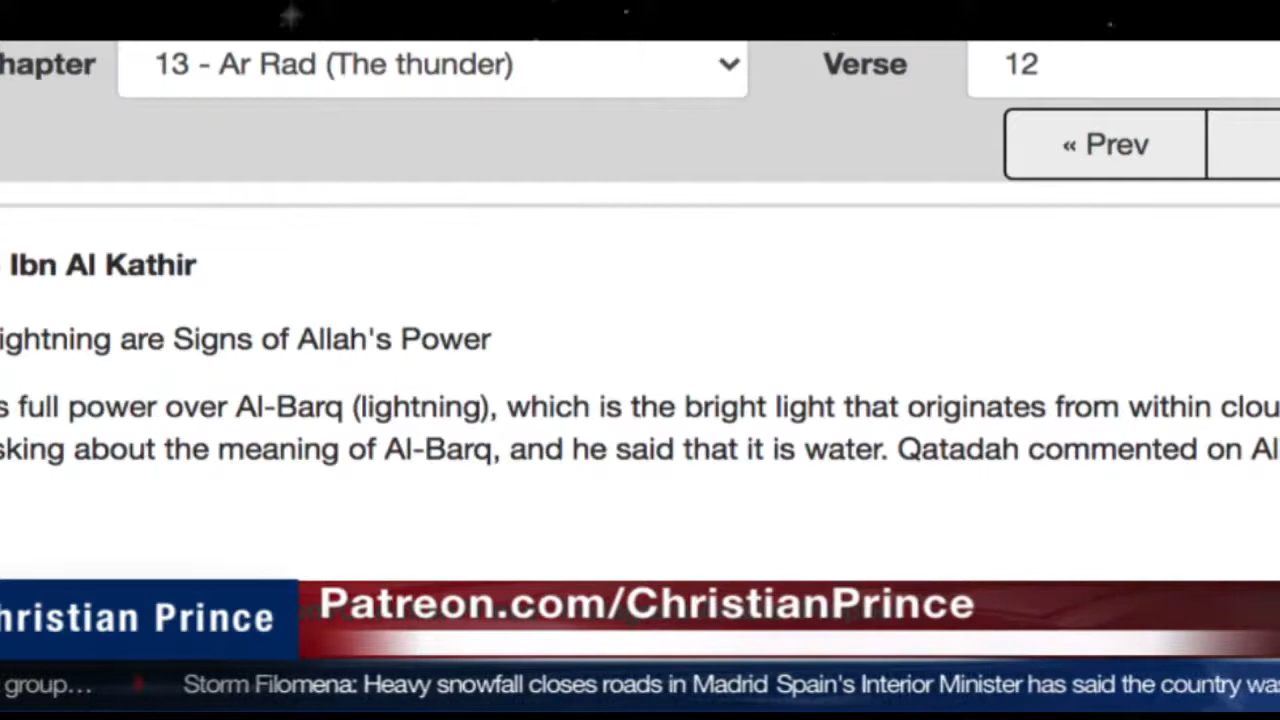 hapter 13 - Ar Rad (The thunder) Verse 12
« Prev
Ibn Al Kathir
ightning are Signs of Allah's Power
s full power over Al-Barq (lightning), which is the bright light that originates from within clou
sking about the meaning of Al-Barq, and he said that it is water. Qatadah commented on Al
hristian Prince Patreon.com/ChristianPrince
group... Storm Filomena: Heavy snowfall closes roads in Madrid Spain's Interior Minister has said the country was